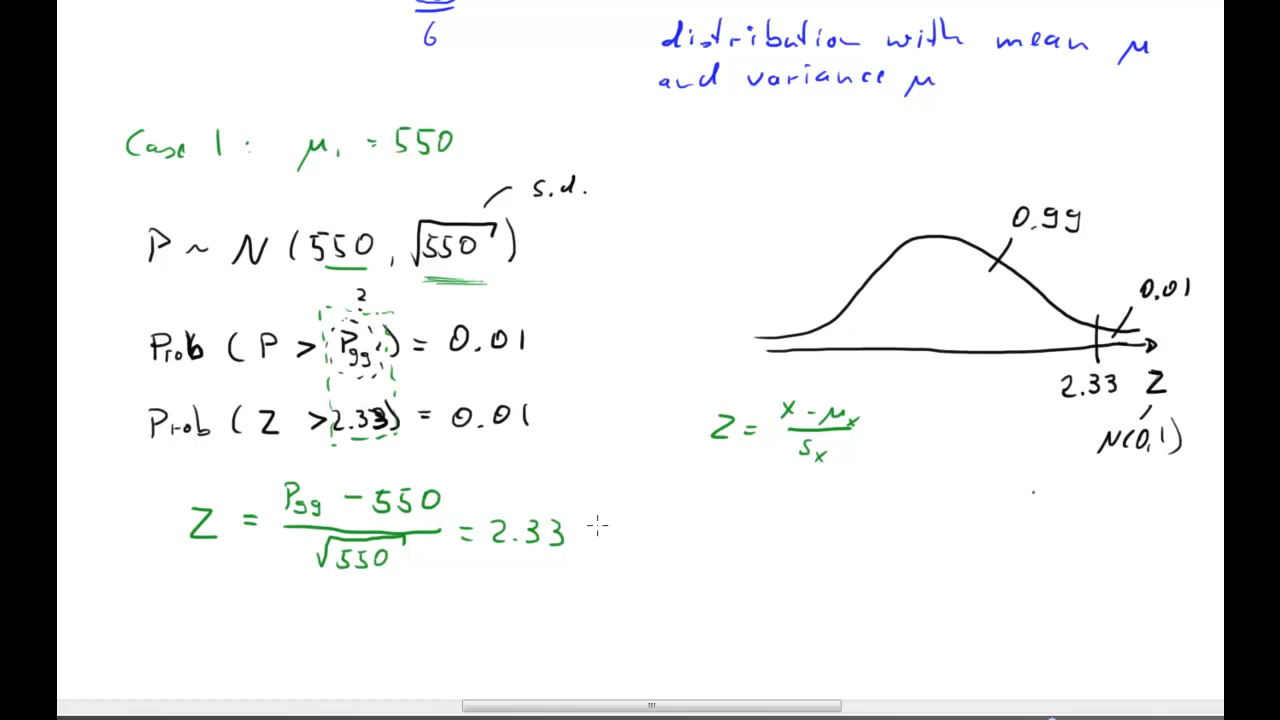 6
distribution with mean μ
and variance μ
Case 1: μ₁ = 550
s.d.
P ~ N (550, √550)
?
Prob (P > P₉₉) = 0.01
Prob (Z > 2.33) = 0.01
Z = (P₉₉ - 550) / √550 = 2.33
0.99
0.01
2.33 Z
N(0,1)
Z = (x - μₓ) / sₓ